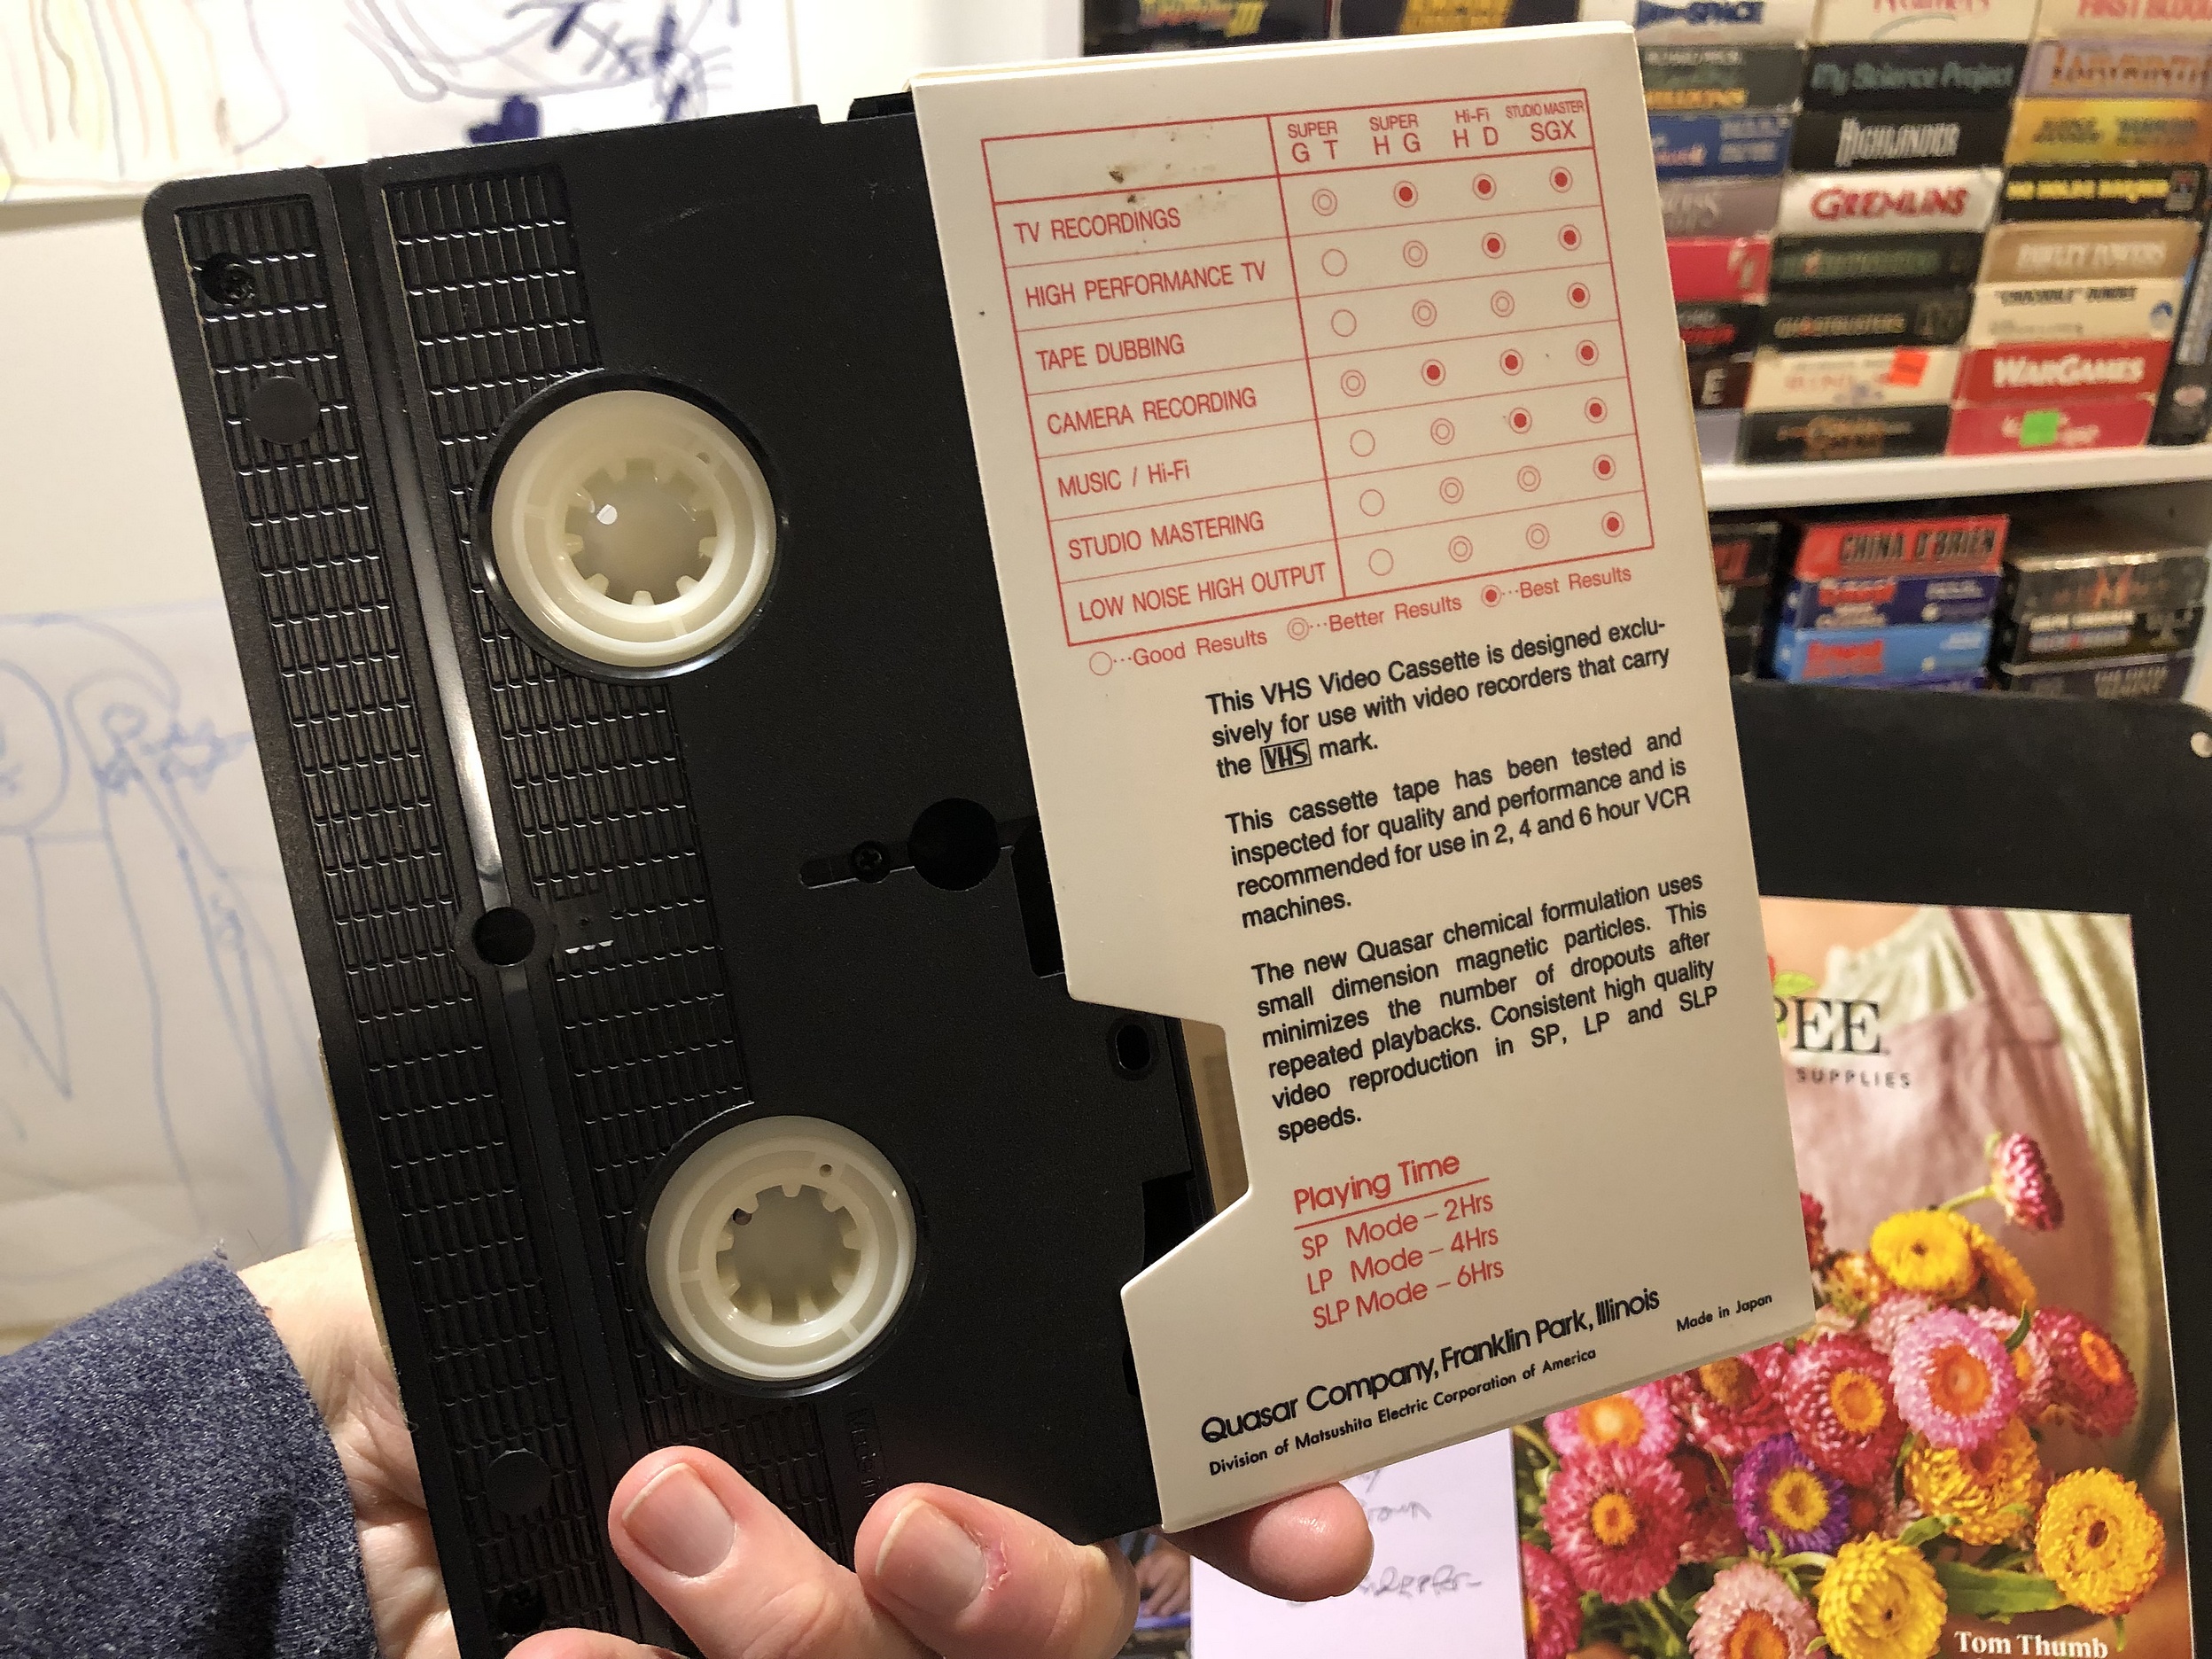 SUPER G T
SUPER H G
Hi-Fi H D
STUDIO MASTER SGX
TV RECORDINGS
HIGH PERFORMANCE TV
TAPE DUBBING
CAMERA RECORDING
MUSIC / Hi-Fi
STUDIO MASTERING
LOW NOISE HIGH OUTPUT
○···Good Results ◎···Better Results ◉···Best Results
This VHS Video Cassette is designed exclu-
sively for use with video recorders that carry
the VHS mark.
This cassette tape has been tested and
inspected for quality and performance and is
recommended for use in 2, 4 and 6 hour VCR
machines.
The new Quasar chemical formulation uses
small dimension magnetic particles. This
minimizes the number of dropouts after
repeated playbacks. Consistent high quality
video reproduction in SP, LP and SLP
speeds.
Playing Time
SP Mode – 2Hrs
LP Mode – 4Hrs
SLP Mode – 6Hrs
Quasar Company, Franklin Park, Illinois
Division of Matsushita Electric Corporation of America
Made in Japan
SPACE
FIRST BLOOD
My Science Project
LABYRINTH
HIGHLANDER
GREMLINS
FAWLTY TOWERS
GHOSTBUSTERS
WARGAMES
CHINA O'BRIEN
PEE
SUPPLIES
Tom Thumb